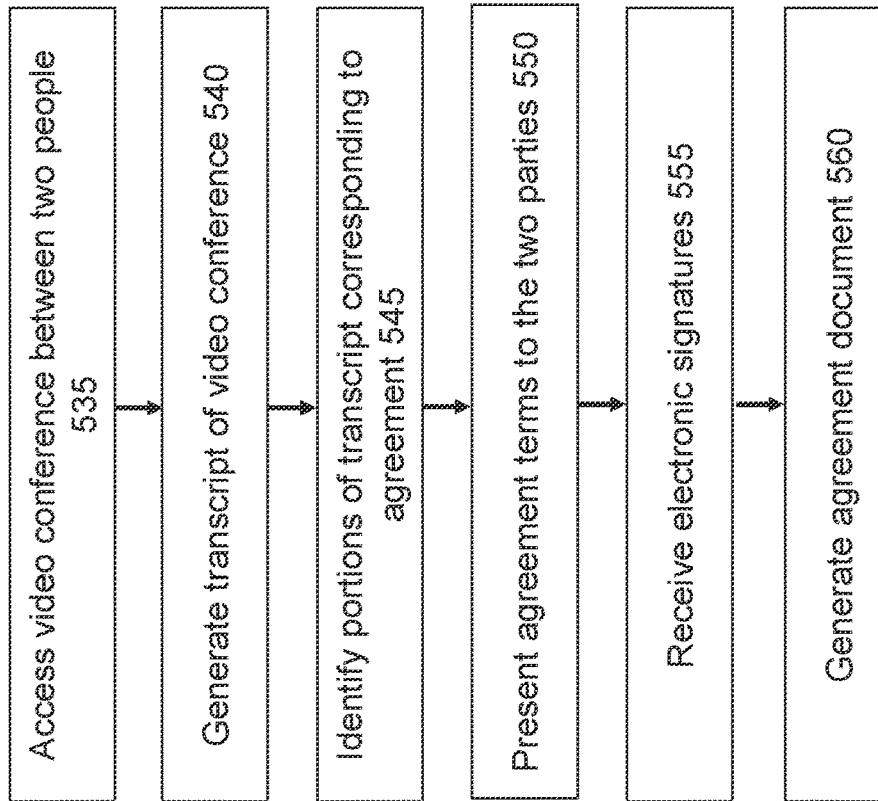 Access video conference between two people
535
Generate transcript of video conference 540
Identify portions of transcript corresponding to
agreement 545
Present agreement terms to the two parties 550
Receive electronic signatures 555
Generate agreement document 560